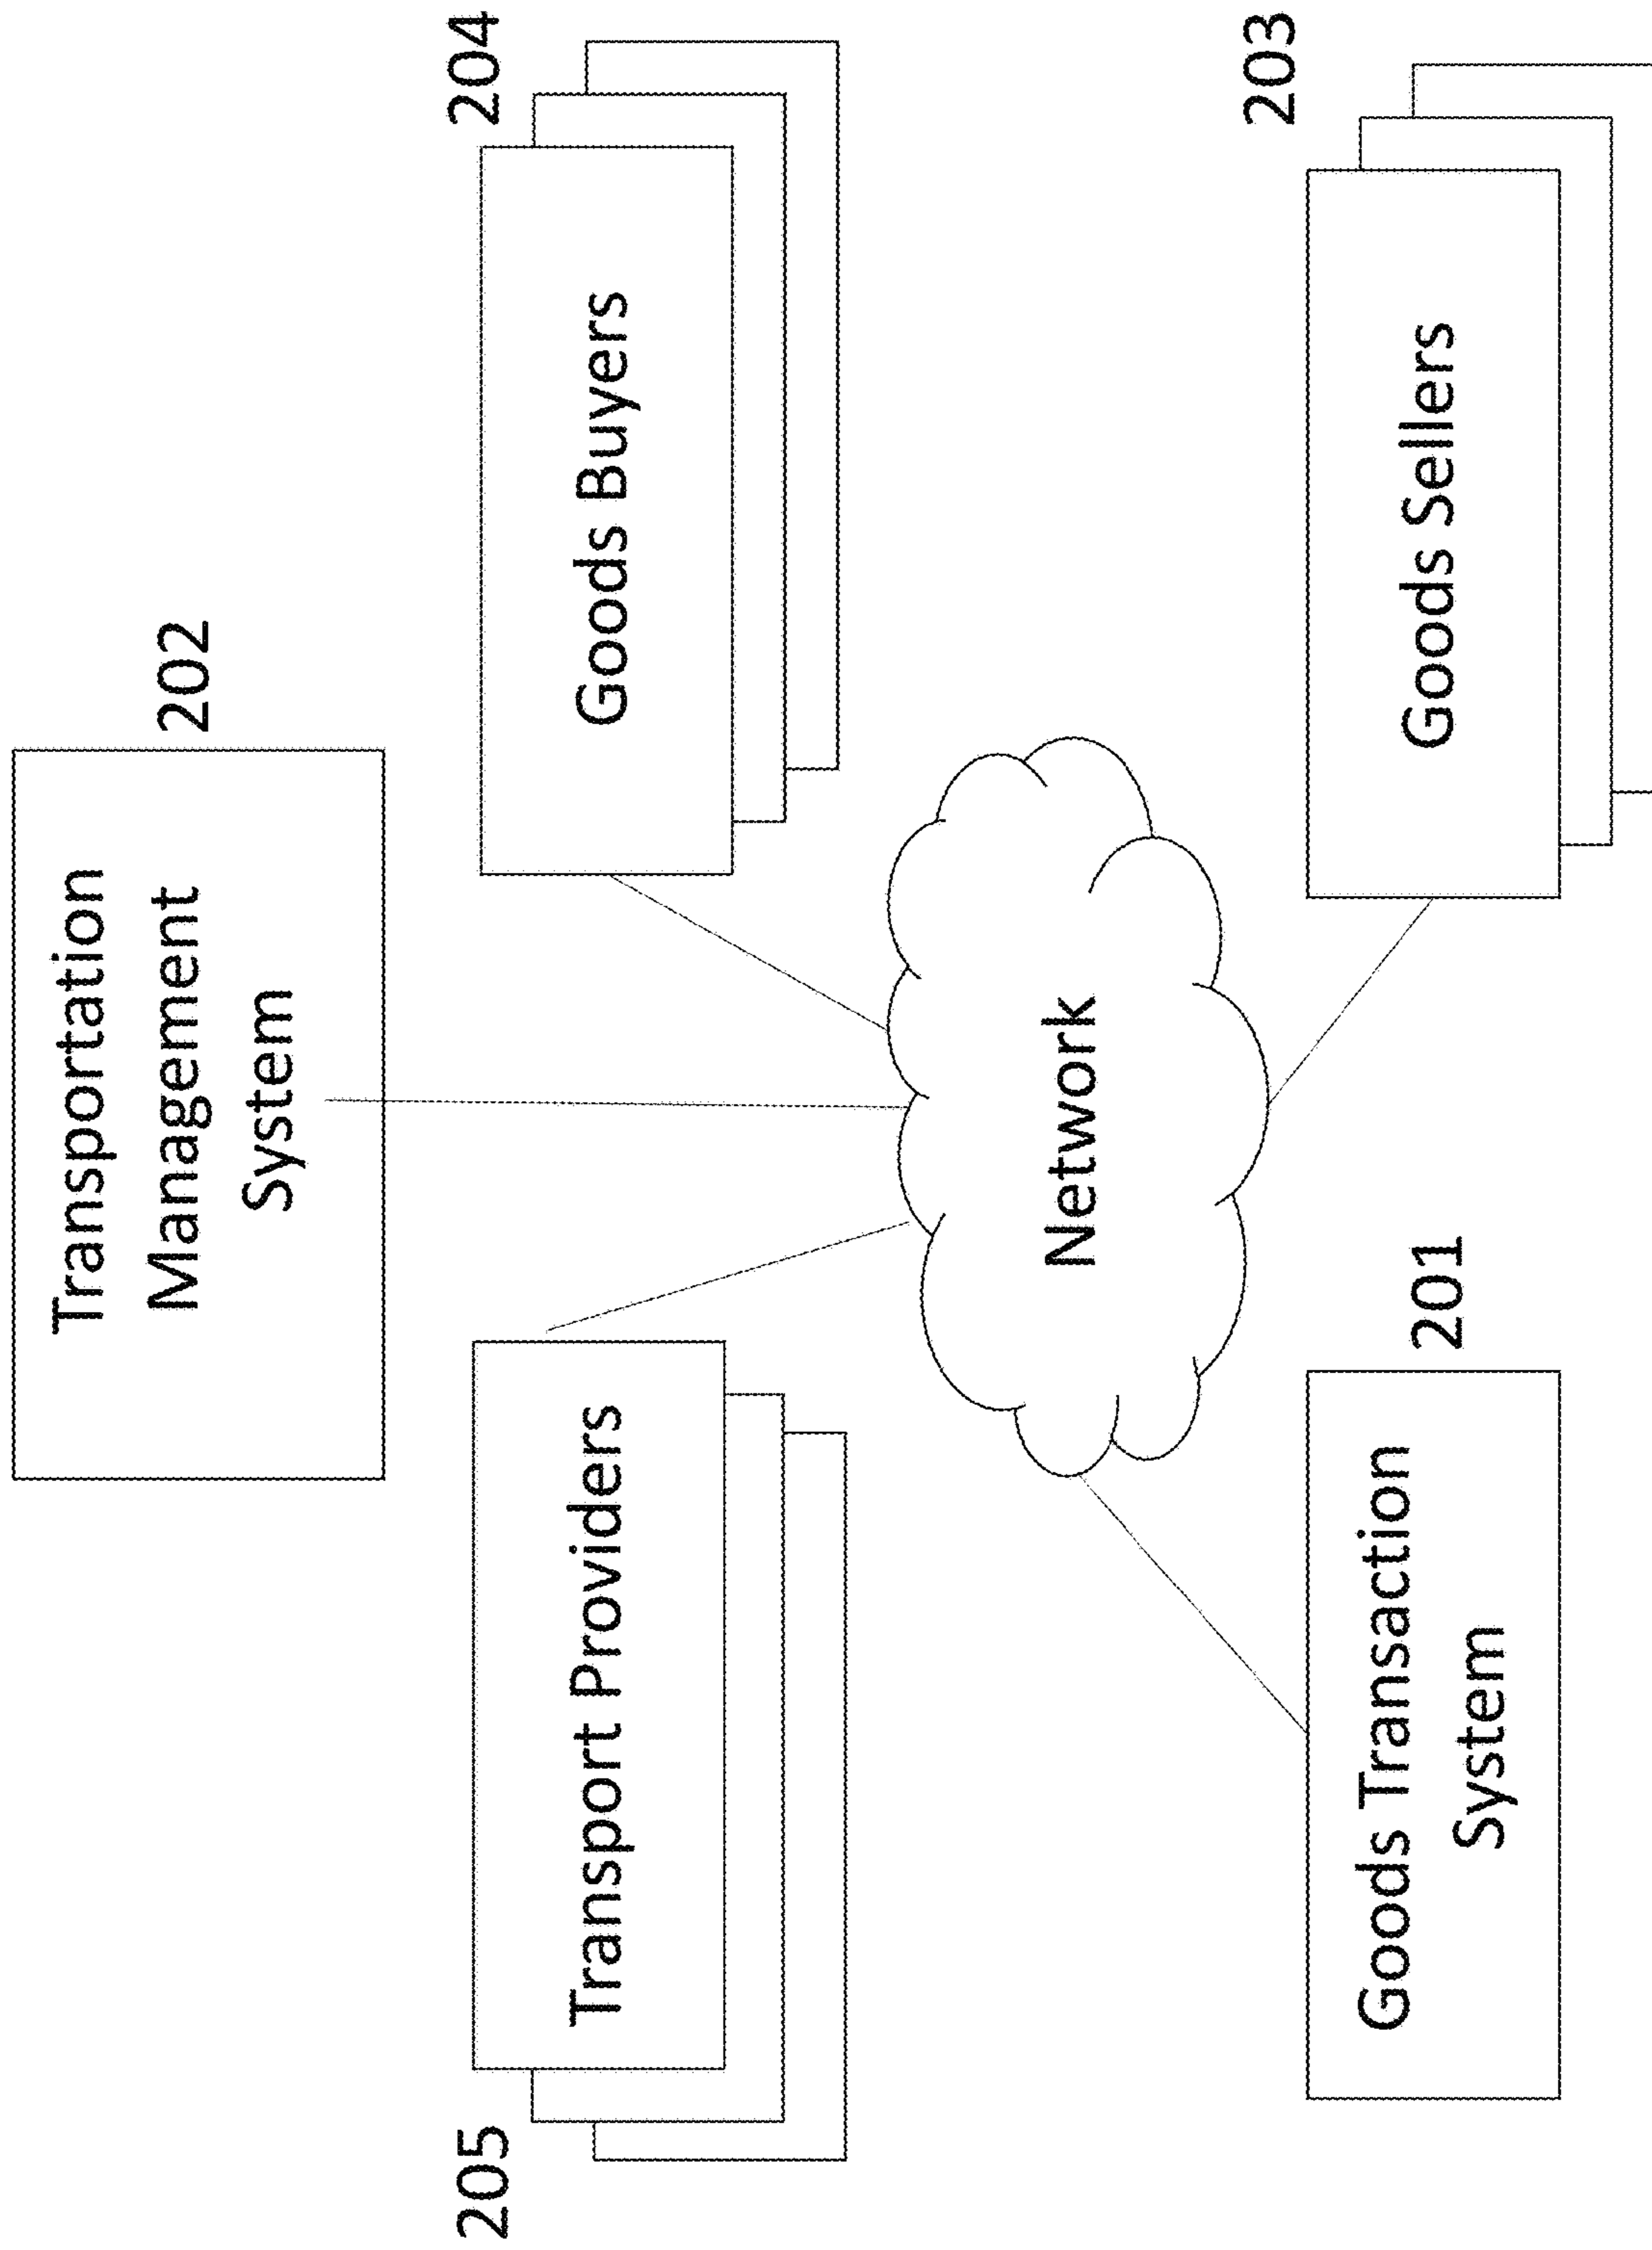 Transportation
Management
System
202
205
Transport Providers
Goods Buyers
204
Network
Goods Transaction
System
201
Goods Sellers
203